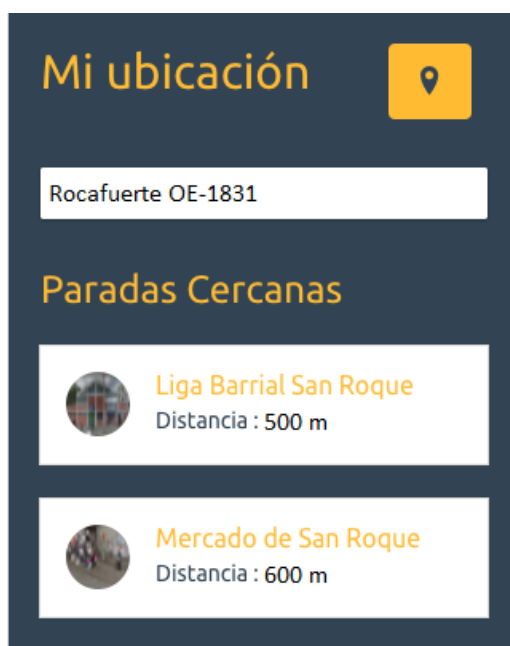 Mi ubicación
Rocafuerte OE-1831
Paradas Cercanas
Liga Barrial San Roque
Distancia : 500 m
Mercado de San Roque
Distancia : 600 m